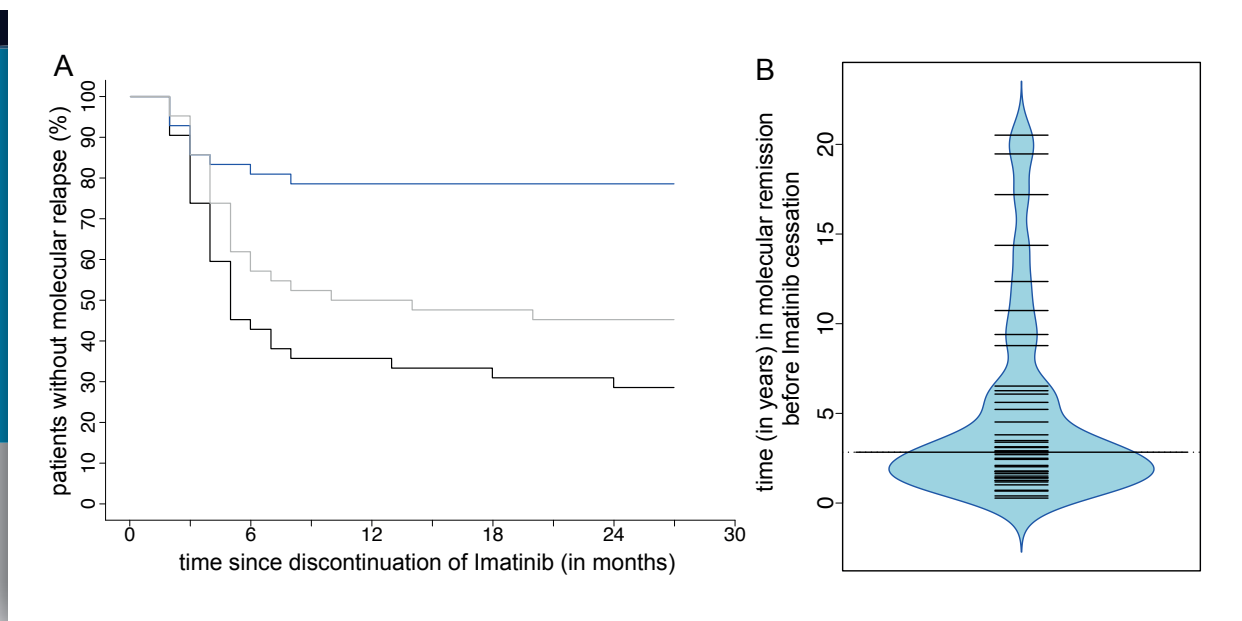 A
patients without molecular relapse (%)
100
90
80
70
60
50
40
30
20
10
0
0 6 12 18 24 30
time since discontinuation of Imatinib (in months)
B
time (in years) in molecular remission
before Imatinib cessation
20
15
10
5
0